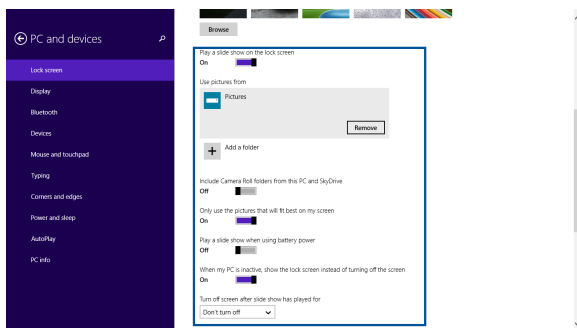 PC and devices
Lock screen
Display
Bluetooth
Devices
Mouse and touchpad
Typing
Corners and edges
Power and sleep
AutoPlay
PC info
Browse
Play a slide show on the lock screen
On
Use pictures from
Pictures
Remove
Add a folder
Include Camera Roll folders from this PC and SkyDrive
Off
Only use the pictures that will fit best on my screen
On
Play a slide show when using battery power
Off
When my PC is inactive, show the lock screen instead of turning off the screen
On
Turn off screen after slide show has played for
Don't turn off